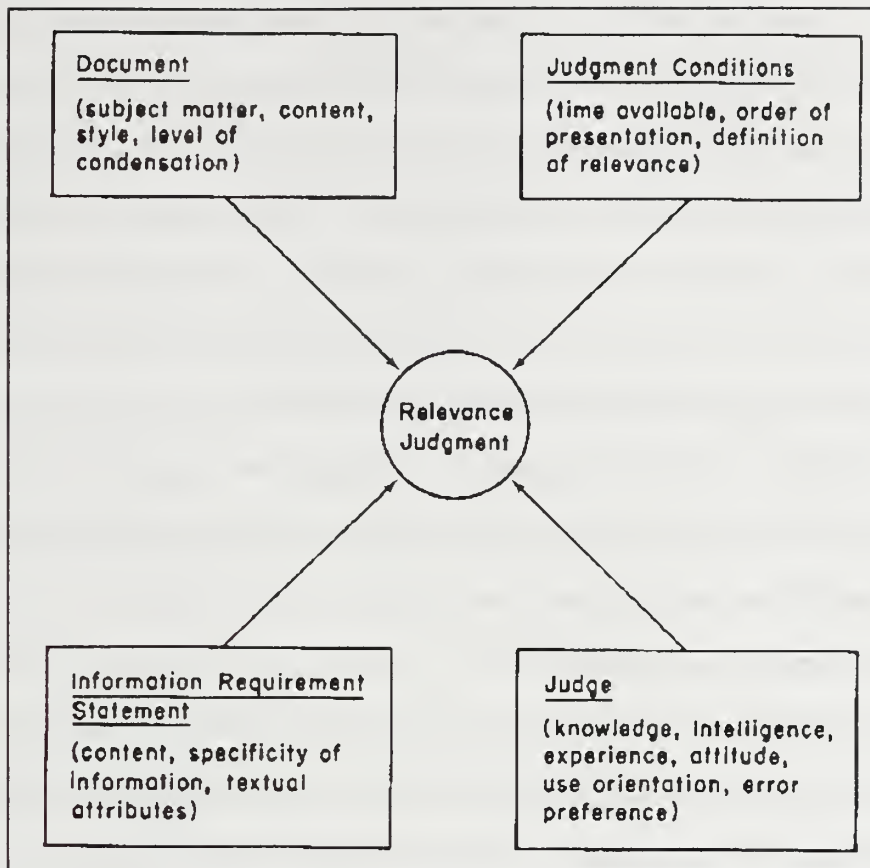 Document
(subject matter, content,
style, level of
condensation)
Judgment Conditions
(time available, order of
presentation, definition
of relevance)
Relevance
Judgment
Information Requirement
Statement
(content, specificity of
information, textual
attributes)
Judge
(knowledge, intelligence,
experience, attitude,
use orientation, error
preference)